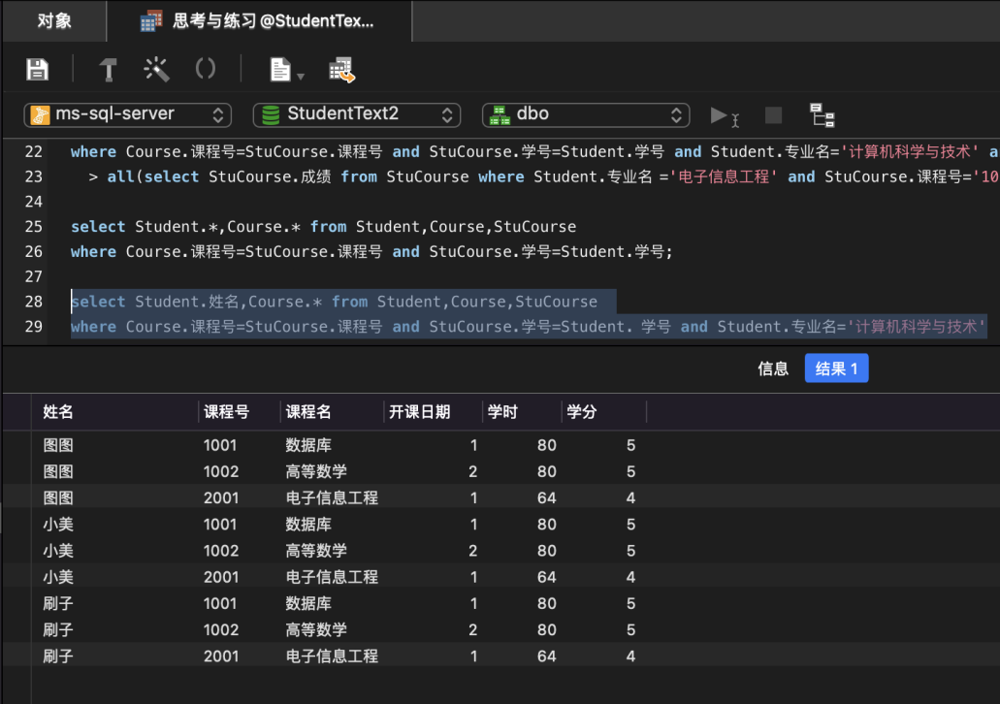 对象
思考与练习@StudentTex...
ms-sql-server
StudentText2
dbo
22 where Course.课程号=StuCourse.课程号 and StuCourse.学号=Student.学号 and Student.专业名='计算机科学与技术' a
23 > all(select StuCourse.成绩 from StuCourse where Student.专业名 ='电子信息工程' and StuCourse.课程号='10
24
25 select Student.*,Course.* from Student,Course,StuCourse
26 where Course.课程号=StuCourse.课程号 and StuCourse.学号=Student.学号;
27
28 select Student.姓名,Course.* from Student,Course,StuCourse
29 where Course.课程号=StuCourse.课程号 and StuCourse.学号=Student. 学号 and Student.专业名='计算机科学与技术'
信息 结果 1
姓名 课程号 课程名 开课日期 学时 学分
图图 1001 数据库 1 80 5
图图 1002 高等数学 2 80 5
图图 2001 电子信息工程 1 64 4
小美 1001 数据库 1 80 5
小美 1002 高等数学 2 80 5
小美 2001 电子信息工程 1 64 4
刷子 1001 数据库 1 80 5
刷子 1002 高等数学 2 80 5
刷子 2001 电子信息工程 1 64 4